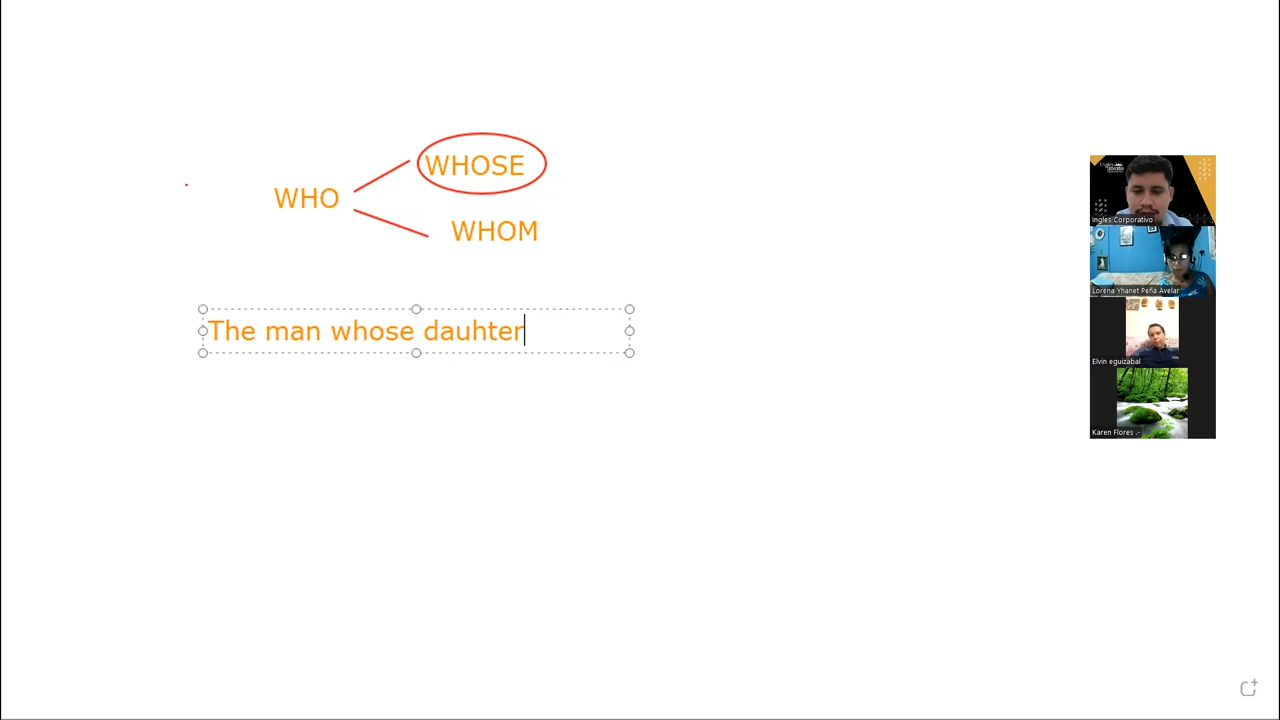 WHOSE
WHO
WHOM
The man whose dauhter
Ingles Corporativo
Lorena Yhanet Peña Avelar
Elvin eguizabal
Karen Flores .-